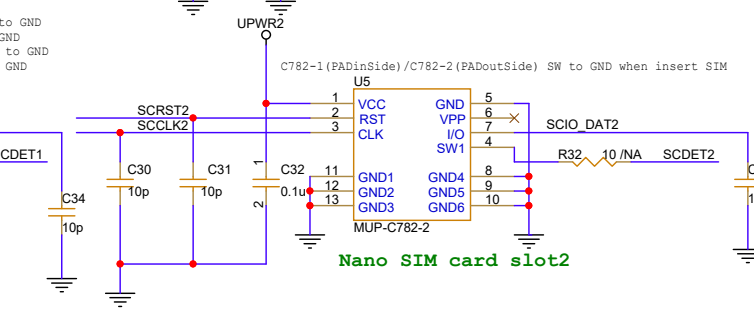 to GND
GND
to GND
GND
UPWR2
C782-1(PADinSide)/C782-2(PADoutSide) SW to GND when insert SIM
U5
1 VCC GND 5
SCRST2 2 RST VPP 6
SCCLK2 3 CLK I/O 7 SCIO_DAT2
SW1 4 R32 10 /NA SCDET2
CDET1
C30 10p
C31 10p
1 C32 0.1u 2
11 GND1 GND4 8
12 GND2 GND5 9
13 GND3 GND6 10
C34 10p
C
1
MUP-C782-2
Nano SIM card slot2